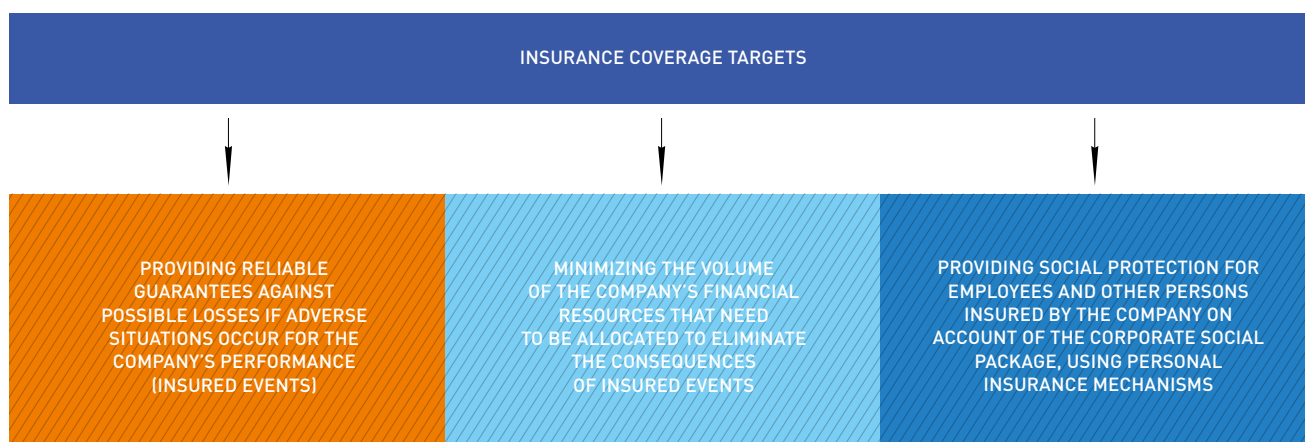 INSURANCE COVERAGE TARGETS
PROVIDING RELIABLE
GUARANTEES AGAINST
POSSIBLE LOSSES IF ADVERSE
SITUATIONS OCCUR FOR THE
COMPANY'S PERFORMANCE
(INSURED EVENTS)
MINIMIZING THE VOLUME
OF THE COMPANY'S FINANCIAL
RESOURCES THAT NEED
TO BE ALLOCATED TO ELIMINATE
THE CONSEQUENCES
OF INSURED EVENTS
PROVIDING SOCIAL PROTECTION FOR
EMPLOYEES AND OTHER PERSONS
INSURED BY THE COMPANY ON
ACCOUNT OF THE CORPORATE SOCIAL
PACKAGE, USING PERSONAL
INSURANCE MECHANISMS